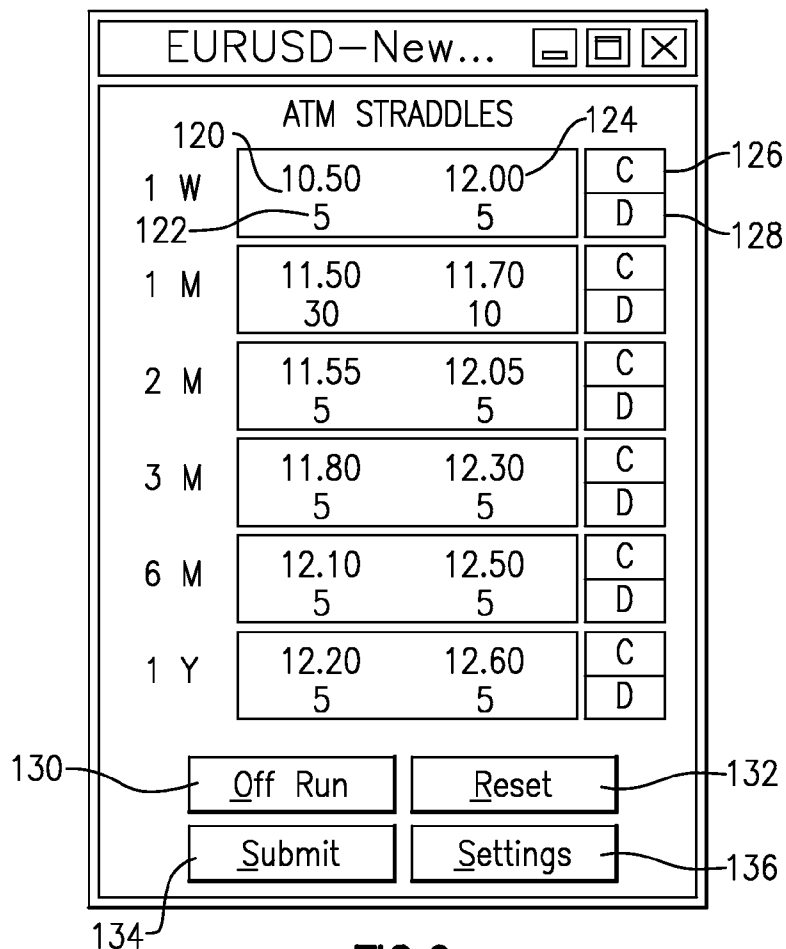 EURUSD-New...
ATM STRADDLES
120
124
1 W
10.50 12.00
C
126
122
5 5
D
128
1 M
11.50 11.70
C
30 10
D
2 M
11.55 12.05
C
5 5
D
3 M
11.80 12.30
C
5 5
D
6 M
12.10 12.50
C
5 5
D
1 Y
12.20 12.60
C
5 5
D
130
Off Run
Reset
132
Submit
Settings
136
134